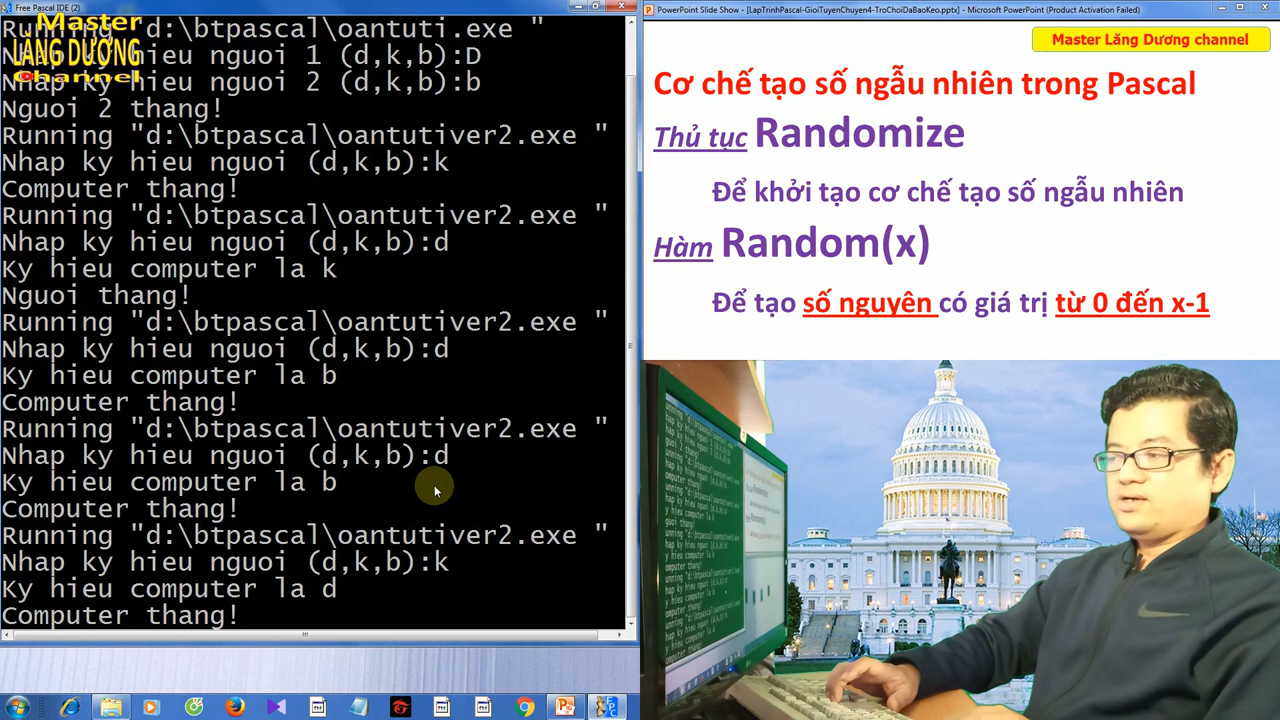 Free Pascal IDE (2)
Running "d:\btpascal\oantuti.exe "
Master
LĂNG DƯƠNG
Channel
Nhap ky hieu nguoi 1 (d,k,b):D
Nhap ky hieu nguoi 2 (d,k,b):b
Nguoi 2 thang!
Running "d:\btpascal\oantutiver2.exe "
Nhap ky hieu nguoi (d,k,b):k
Computer thang!
Running "d:\btpascal\oantutiver2.exe "
Nhap ky hieu nguoi (d,k,b):d
Ky hieu computer la k
Nguoi thang!
Running "d:\btpascal\oantutiver2.exe "
Nhap ky hieu nguoi (d,k,b):d
Ky hieu computer la b
Computer thang!
Running "d:\btpascal\oantutiver2.exe "
Nhap ky hieu nguoi (d,k,b):d
Ky hieu computer la b
Computer thang!
Running "d:\btpascal\oantutiver2.exe "
Nhap ky hieu nguoi (d,k,b):k
Ky hieu computer la d
Computer thang!
PowerPoint Slide Show - [LapTrinhPascal-GioiTuyenChuyen4-TroChoiDaBaoKeo.pptx] - Microsoft PowerPoint (Product Activation Failed)
Master Lăng Dương channel
Cơ chế tạo số ngẫu nhiên trong Pascal
Thủ tục Randomize
Để khởi tạo cơ chế tạo số ngẫu nhiên
Hàm Random(x)
Để tạo số nguyên có giá trị từ 0 đến x-1